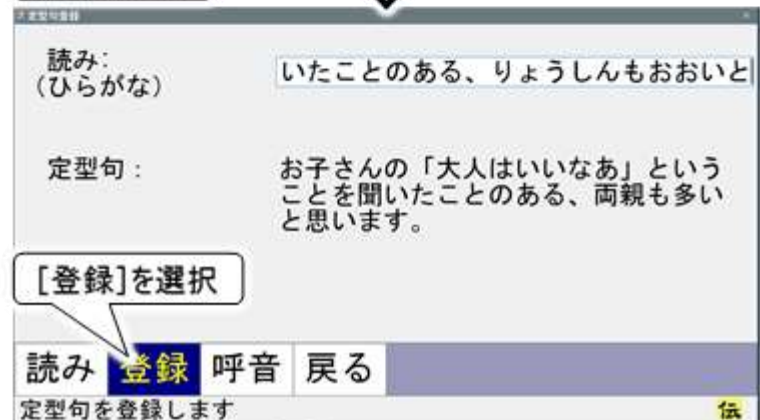 定型句登録
読み:
(ひらがな)
いたことのある、りょうしんもおおいと
定型句：
お子さんの「大人はいいなあ」という
ことを聞いたことのある、両親も多い
と思います。
[登録]を選択
読み 登録 呼音 戻る
定型句を登録します
伝